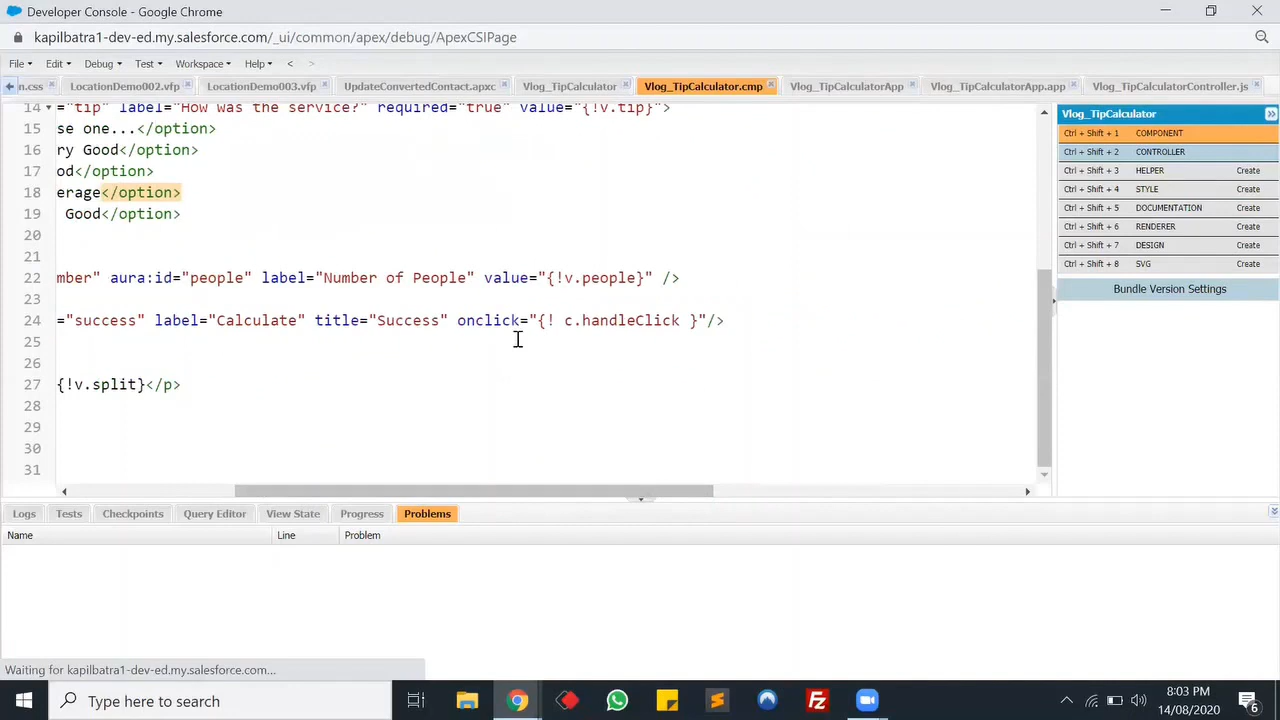 Developer Console - Google Chrome
kapilbatra1-dev-ed.my.salesforce.com/_ui/common/apex/debug/ApexCSIPage
File Edit Debug Test Workspace Help < >
n.css LocationDemo002.vfp LocationDemo003.vfp UpdateConvertedContact.apxc Vlog_TipCalculator Vlog_TipCalculator.cmp Vlog_TipCalculatorApp Vlog_TipCalculatorApp.app Vlog_TipCalculatorController.js
14 ="tip" label="How was the service?" required="true" value="{!v.tip}">
15 se one...</option>
16 ry Good</option>
17 od</option>
18 erage</option>
19 Good</option>
20
21
22 mber" aura:id="people" label="Number of People" value="{!v.people}" />
23
24 ="success" label="Calculate" title="Success" onclick="{! c.handleClick }"/>
25
26
27 {!v.split}</p>
28
29
30
31
Vlog_TipCalculator
Ctrl + Shift + 1 COMPONENT
Ctrl + Shift + 2 CONTROLLER
Ctrl + Shift + 3 HELPER Create
Ctrl + Shift + 4 STYLE Create
Ctrl + Shift + 5 DOCUMENTATION Create
Ctrl + Shift + 6 RENDERER Create
Ctrl + Shift + 7 DESIGN Create
Ctrl + Shift + 8 SVG Create
Bundle Version Settings
Logs Tests Checkpoints Query Editor View State Progress Problems
Name Line Problem
Waiting for kapilbatra1-dev-ed.my.salesforce.com...
Type here to search
8:03 PM
14/08/2020
6